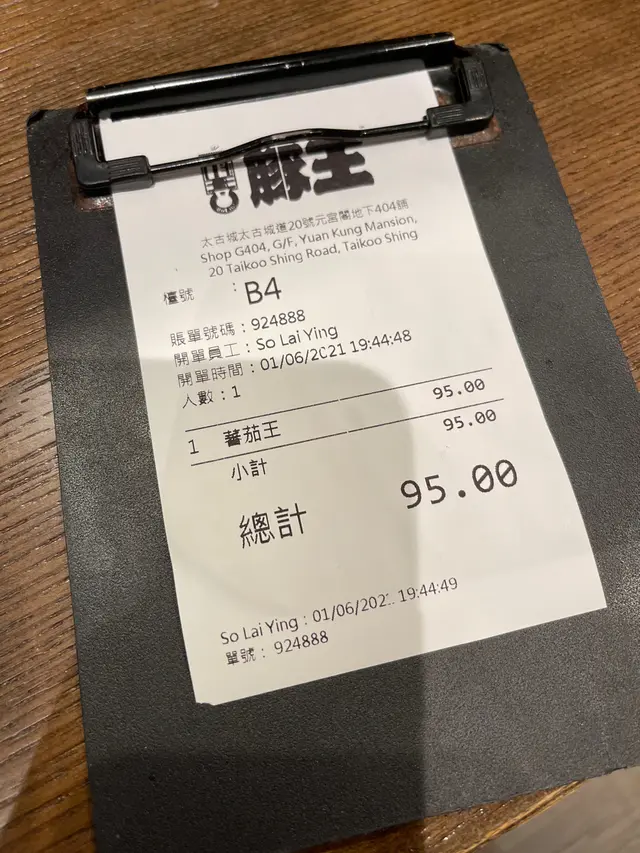 豚王
太古城太古城道20號元宮閣地下404舖
Shop G404, G/F, Yuan Kung Mansion,
20 Taikoo Shing Road, Taikoo Shing
檯號 : B4
賬單號碼：924888
開單員工：So Lai Ying
開單時間：01/06/2021 19:44:48
人數：1
1 蕃茄王 95.00
小計 95.00
總計 95.00
So Lai Ying：01/06/2021 19:44:49
單號： 924888